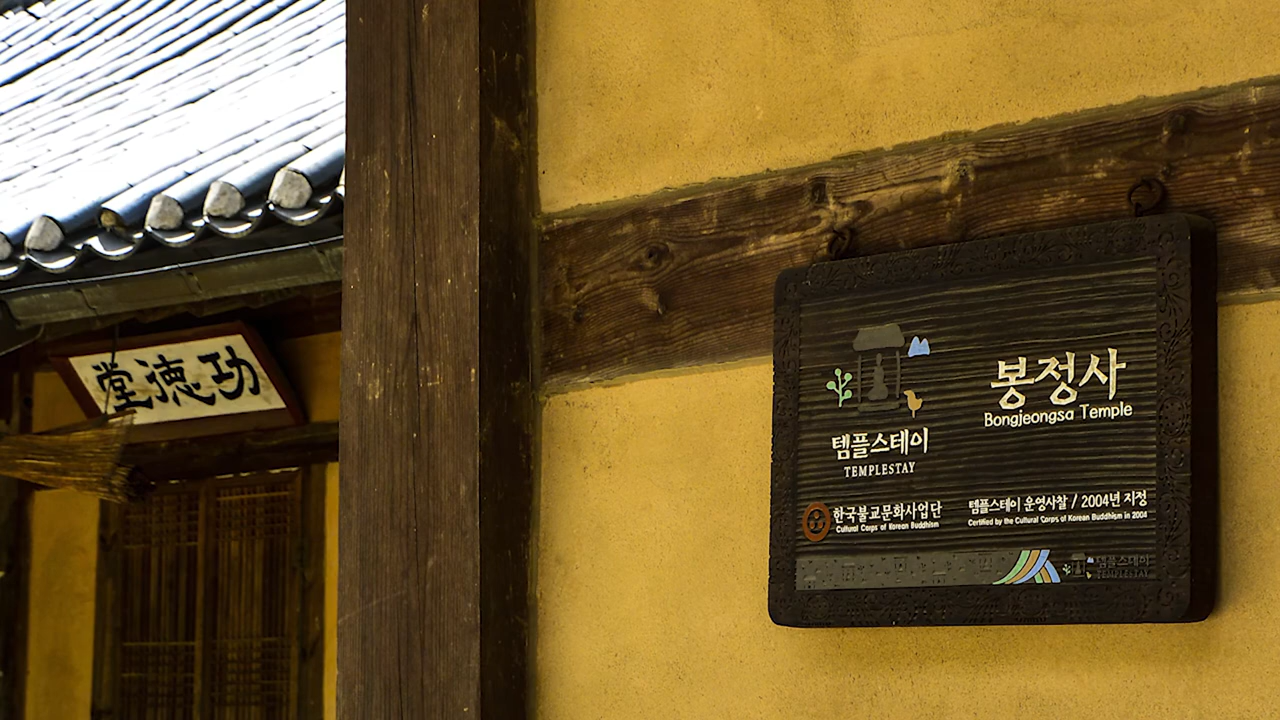 堂德功
템플스테이
TEMPLESTAY
봉정사
Bongjeongsa Temple
한국불교문화사업단
Cultural Corps of Korean Buddhism
템플스테이 운영사찰 / 2004년 지정
Certified by the Cultural Corps of Korean Buddhism in 2004
템플스테이
TEMPLESTAY